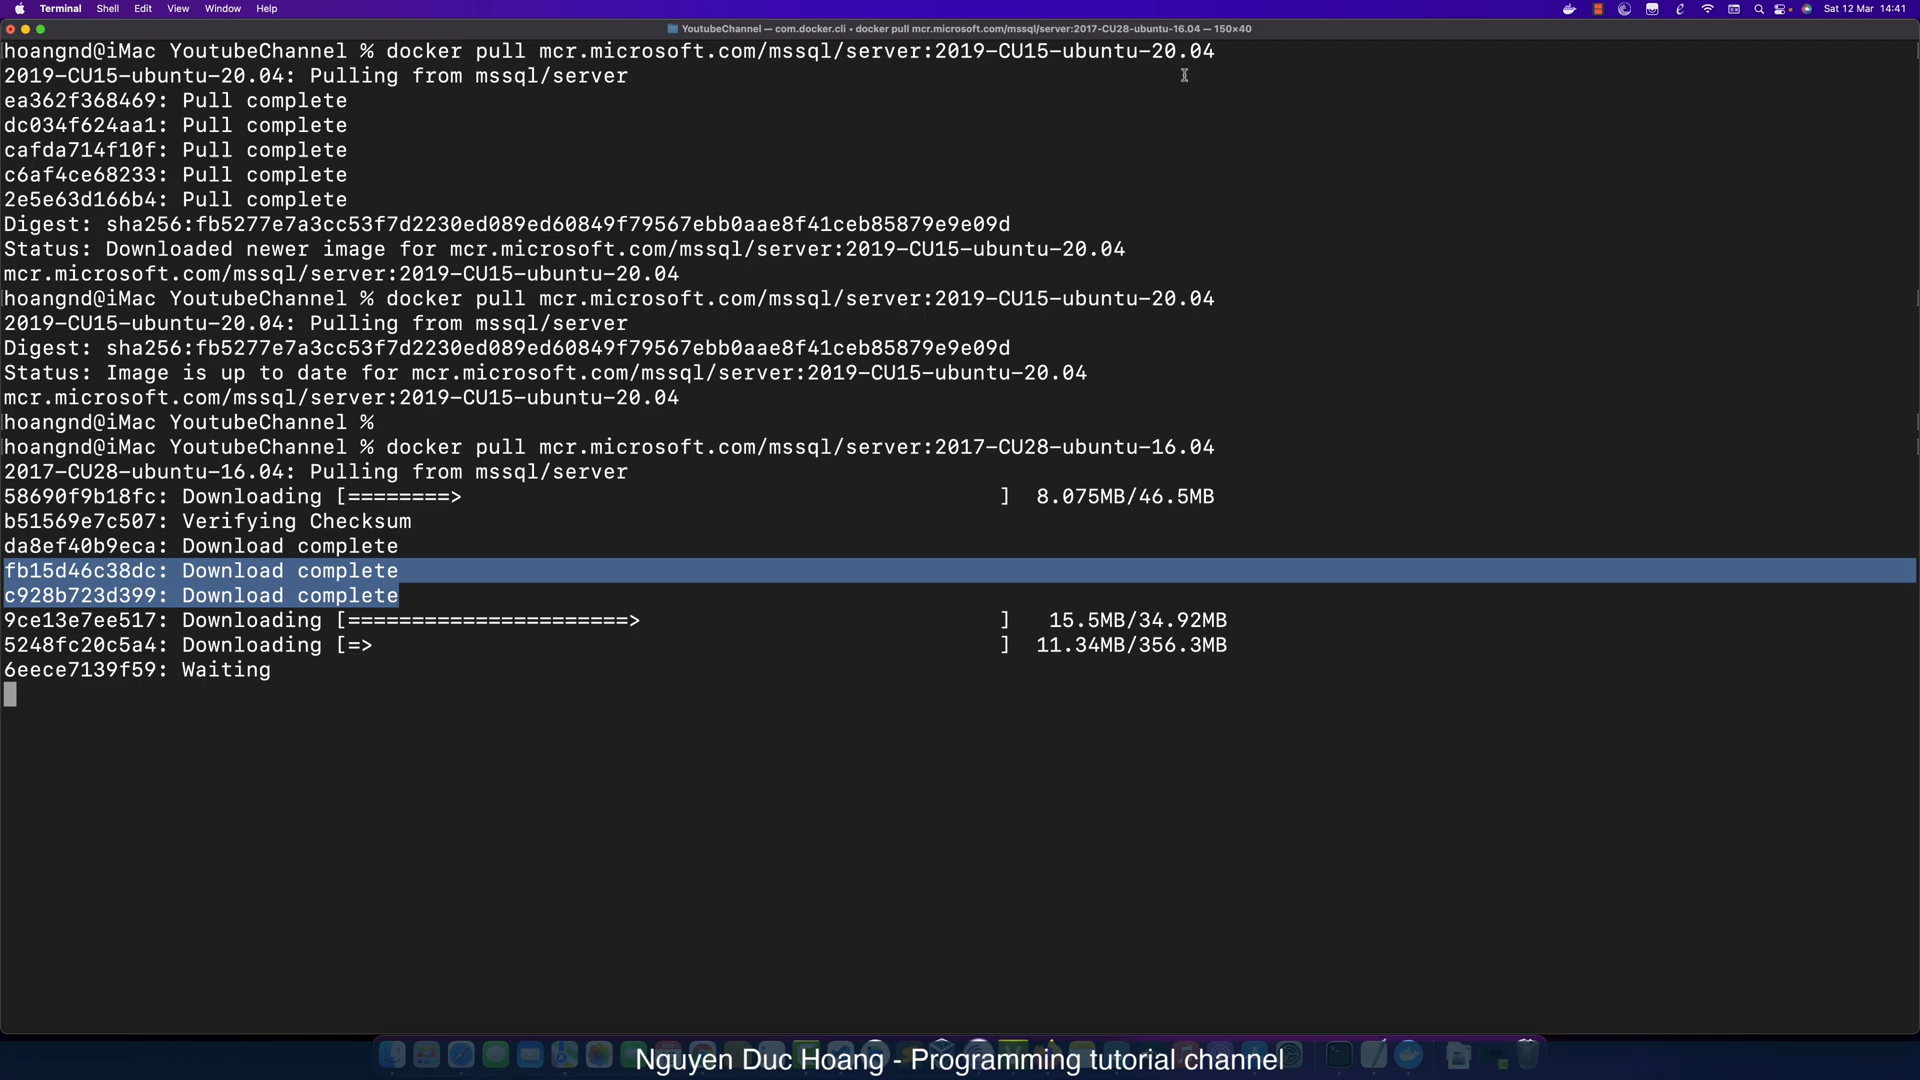 Terminal Shell Edit View Window Help Sat 12 Mar 14:41
YoutubeChannel — com.docker.cli • docker pull mcr.microsoft.com/mssql/server:2017-CU28-ubuntu-16.04 — 150×40
hoangnd@iMac YoutubeChannel % docker pull mcr.microsoft.com/mssql/server:2019-CU15-ubuntu-20.04
2019-CU15-ubuntu-20.04: Pulling from mssql/server
ea362f368469: Pull complete
dc034f624aa1: Pull complete
cafda714f10f: Pull complete
c6af4ce68233: Pull complete
2e5e63d166b4: Pull complete
Digest: sha256:fb5277e7a3cc53f7d2230ed089ed60849f79567ebb0aae8f41ceb85879e9e09d
Status: Downloaded newer image for mcr.microsoft.com/mssql/server:2019-CU15-ubuntu-20.04
mcr.microsoft.com/mssql/server:2019-CU15-ubuntu-20.04
hoangnd@iMac YoutubeChannel % docker pull mcr.microsoft.com/mssql/server:2019-CU15-ubuntu-20.04
2019-CU15-ubuntu-20.04: Pulling from mssql/server
Digest: sha256:fb5277e7a3cc53f7d2230ed089ed60849f79567ebb0aae8f41ceb85879e9e09d
Status: Image is up to date for mcr.microsoft.com/mssql/server:2019-CU15-ubuntu-20.04
mcr.microsoft.com/mssql/server:2019-CU15-ubuntu-20.04
hoangnd@iMac YoutubeChannel %
hoangnd@iMac YoutubeChannel % docker pull mcr.microsoft.com/mssql/server:2017-CU28-ubuntu-16.04
2017-CU28-ubuntu-16.04: Pulling from mssql/server
58690f9b18fc: Downloading [========> ] 8.075MB/46.5MB
b51569e7c507: Verifying Checksum
da8ef40b9eca: Download complete
fb15d46c38dc: Download complete
c928b723d399: Download complete
9ce13e7ee517: Downloading [======================> ] 15.5MB/34.92MB
5248fc20c5a4: Downloading [=> ] 11.34MB/356.3MB
6eece7139f59: Waiting
Nguyen Duc Hoang - Programming tutorial channel